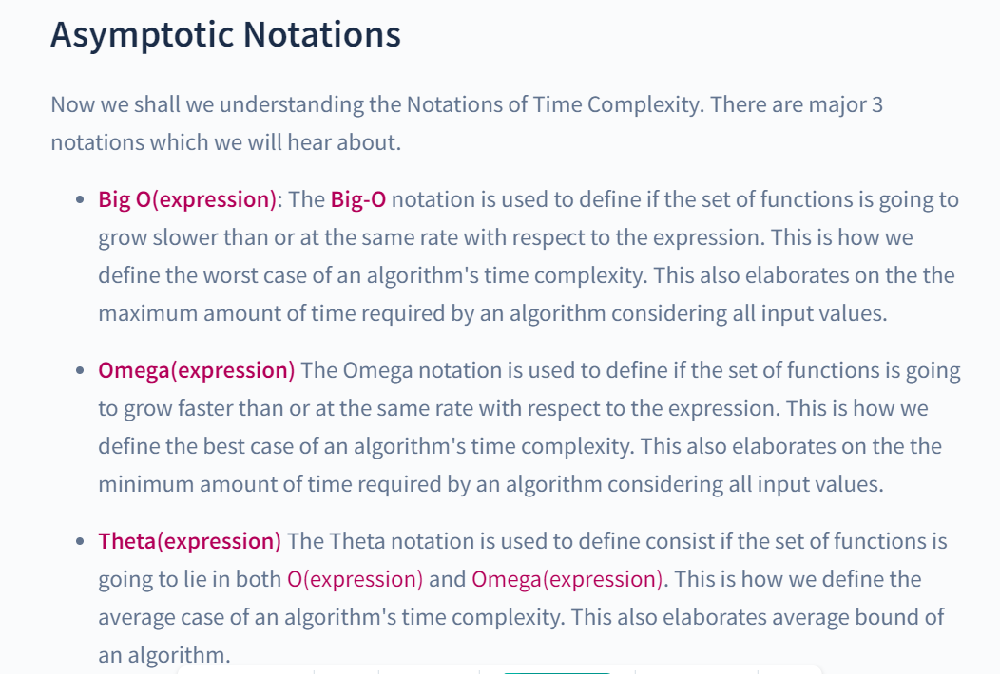 Asymptotic Notations
Now we shall we understanding the Notations of Time Complexity. There are major 3
notations which we will hear about.
Big O(expression): The Big-O notation is used to define if the set of functions is going to
grow slower than or at the same rate with respect to the expression. This is how we
define the worst case of an algorithm's time complexity. This also elaborates on the the
maximum amount of time required by an algorithm considering all input values.
Omega(expression) The Omega notation is used to define if the set of functions is going
to grow faster than or at the same rate with respect to the expression. This is how we
define the best case of an algorithm's time complexity. This also elaborates on the the
minimum amount of time required by an algorithm considering all input values.
Theta(expression) The Theta notation is used to define consist if the set of functions is
going to lie in both O(expression) and Omega(expression). This is how we define the
average case of an algorithm's time complexity. This also elaborates average bound of
an algorithm.